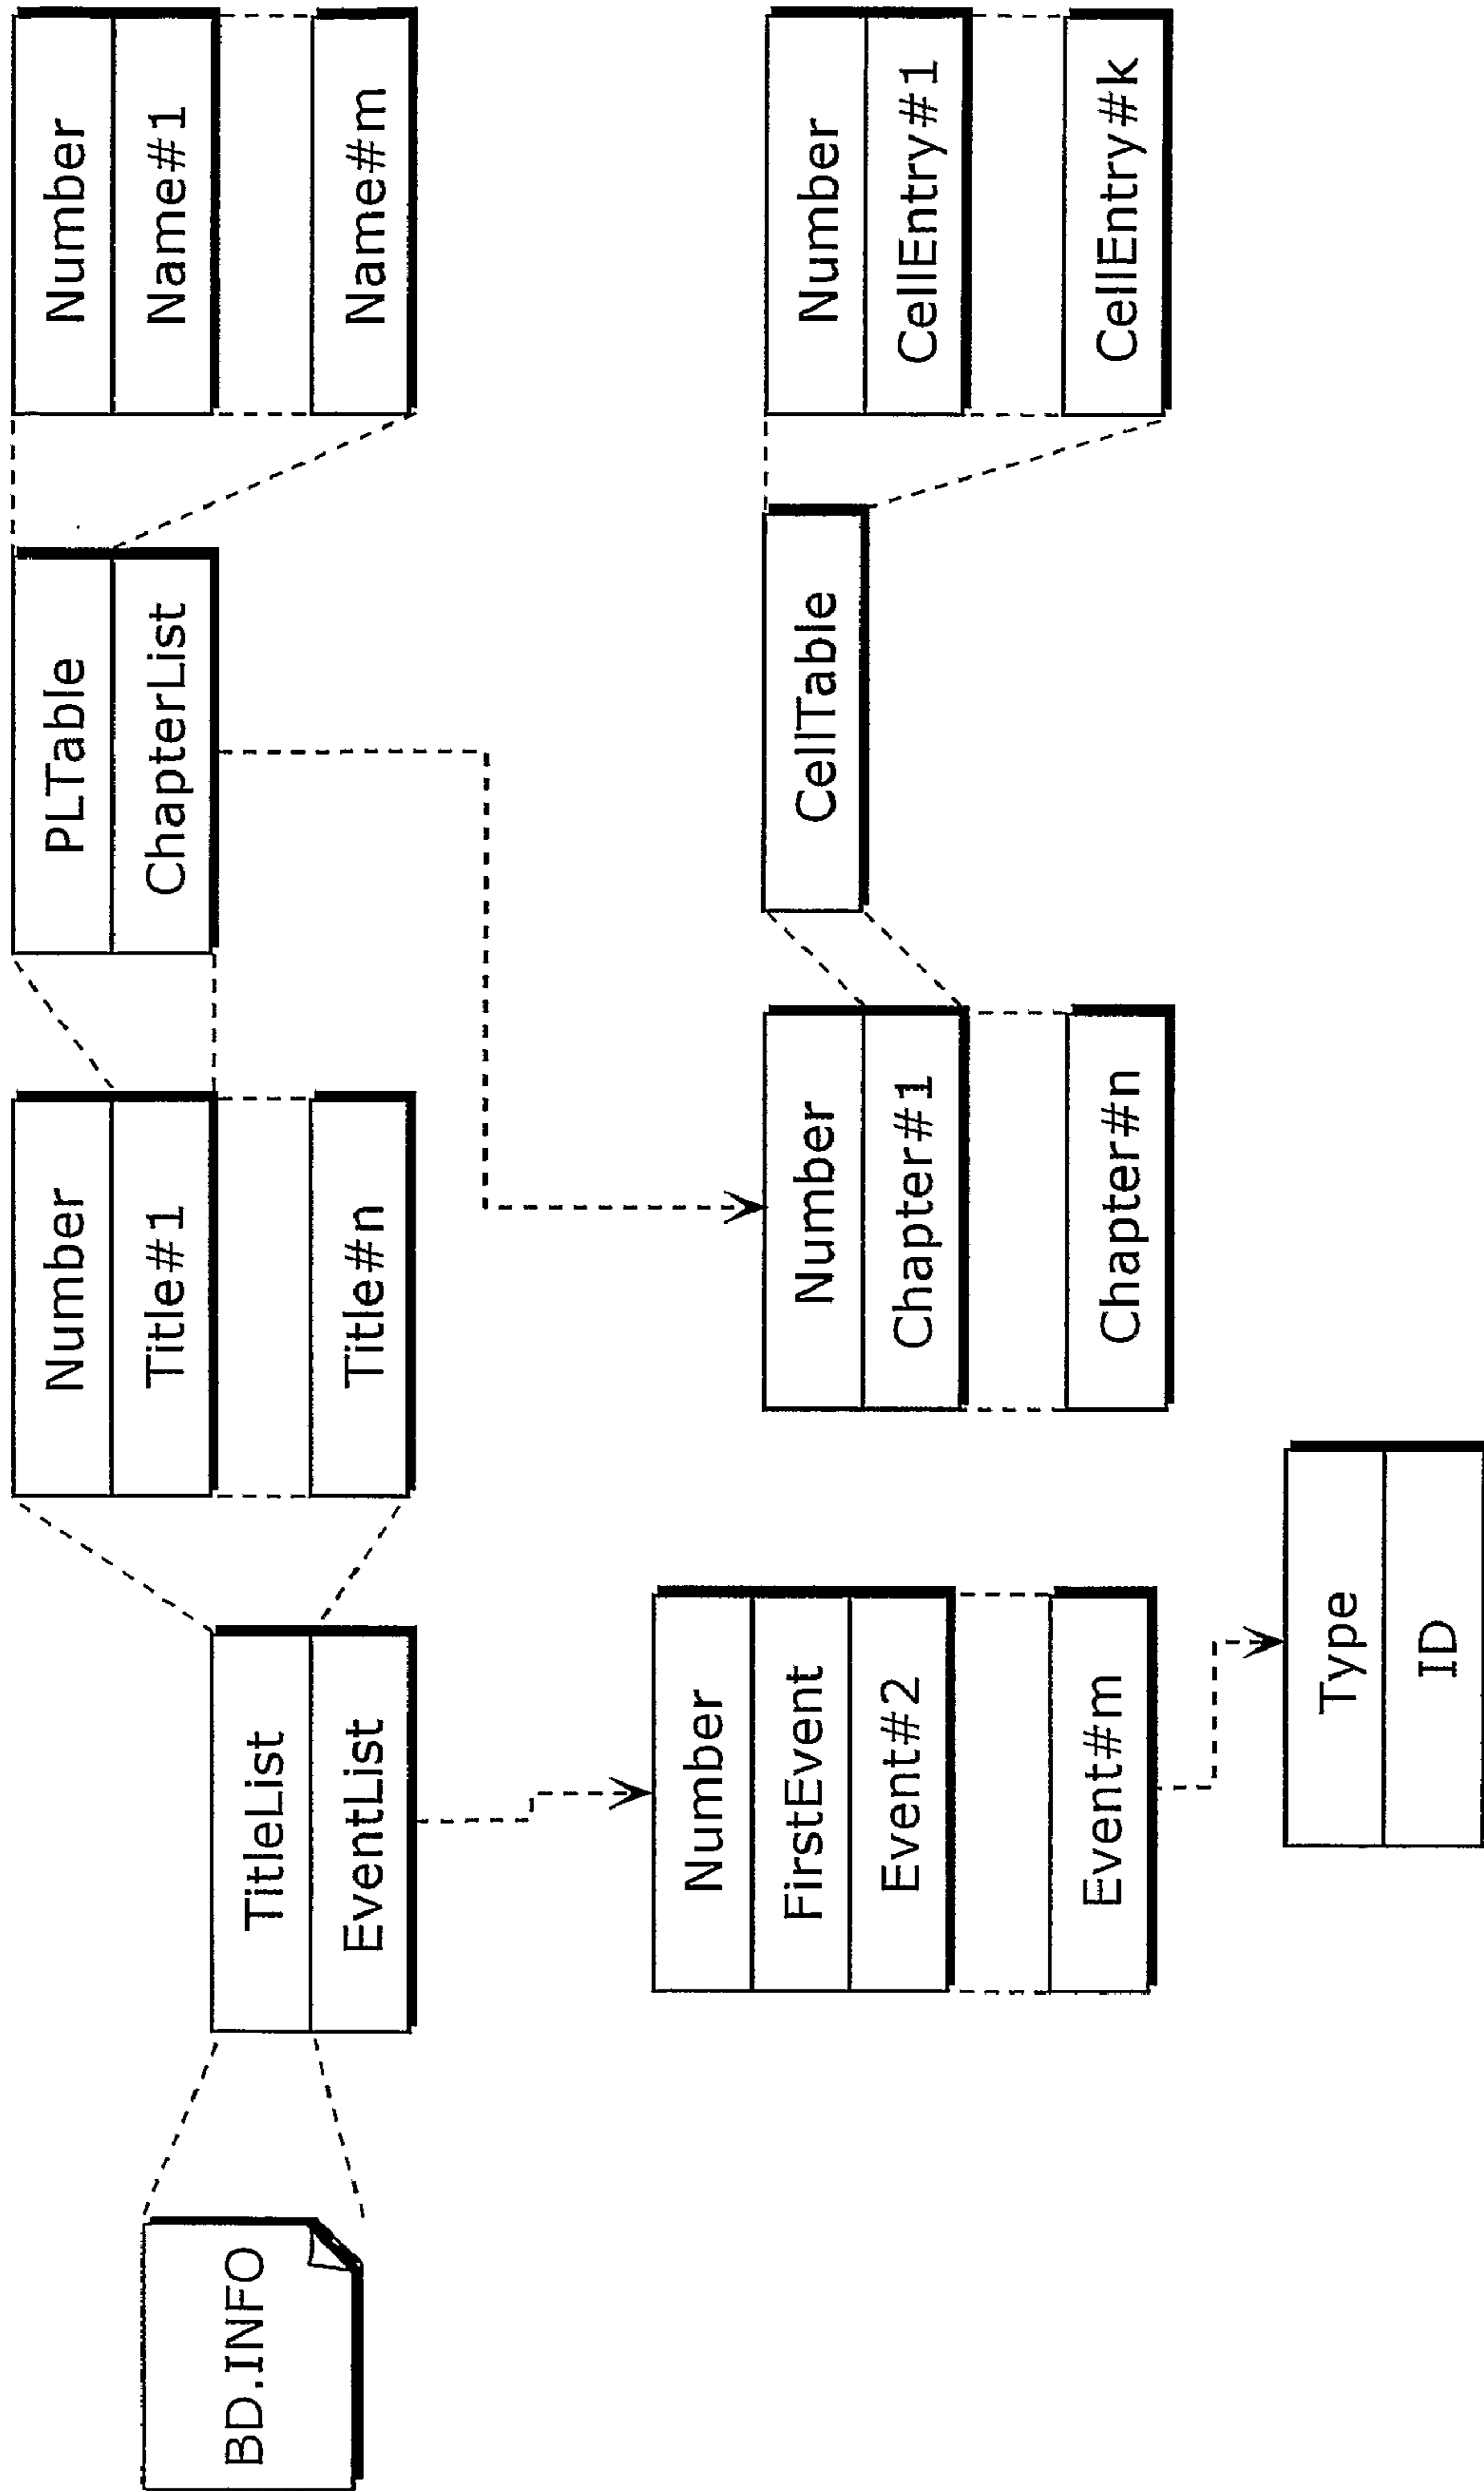 BD.INFO
TitleList
EventList
Number
Title#1
Title#n
PLTable
ChapterList
Number
Name#1
Name#m
Number
FirstEvent
Event#2
Event#m
Type
ID
Number
Chapter#1
Chapter#n
CellTable
Number
CellEntry#1
CellEntry#k